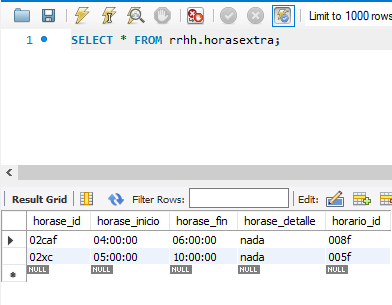 Limit to 1000 rows
1 SELECT * FROM rrhh.horasextra;
Result Grid Filter Rows: Edit:
horase_id horase_inicio horase_fin horase_detalle horario_id
02caf 04:00:00 06:00:00 nada 008f
02xc 05:00:00 10:00:00 nada 005f
NULL NULL NULL NULL NULL